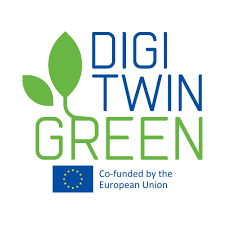 DIGI
TWIN
GREEN
Co-funded by the
European Union